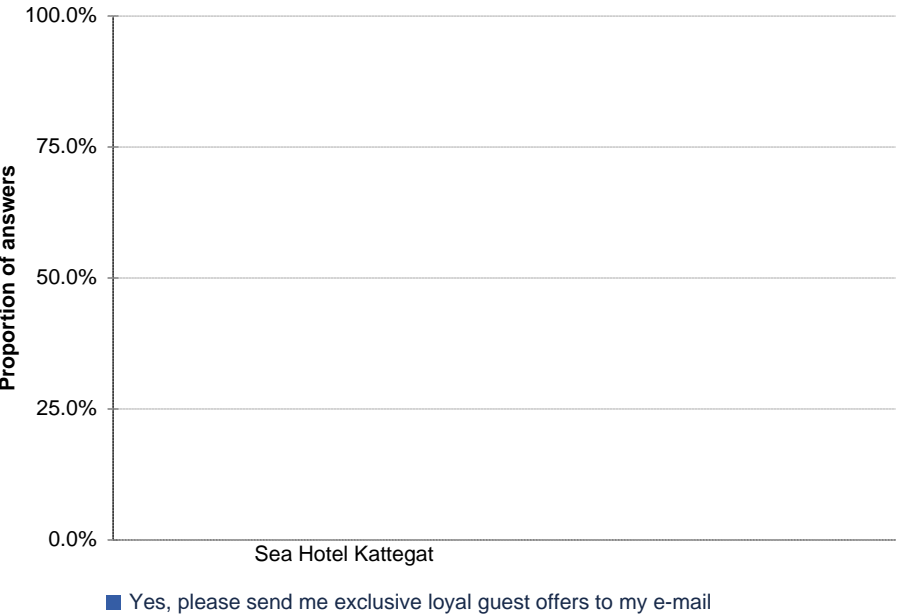 100.0%
75.0%
50.0%
25.0%
0.0%
Proportion of answers
Sea Hotel Kattegat
Yes, please send me exclusive loyal guest offers to my e-mail